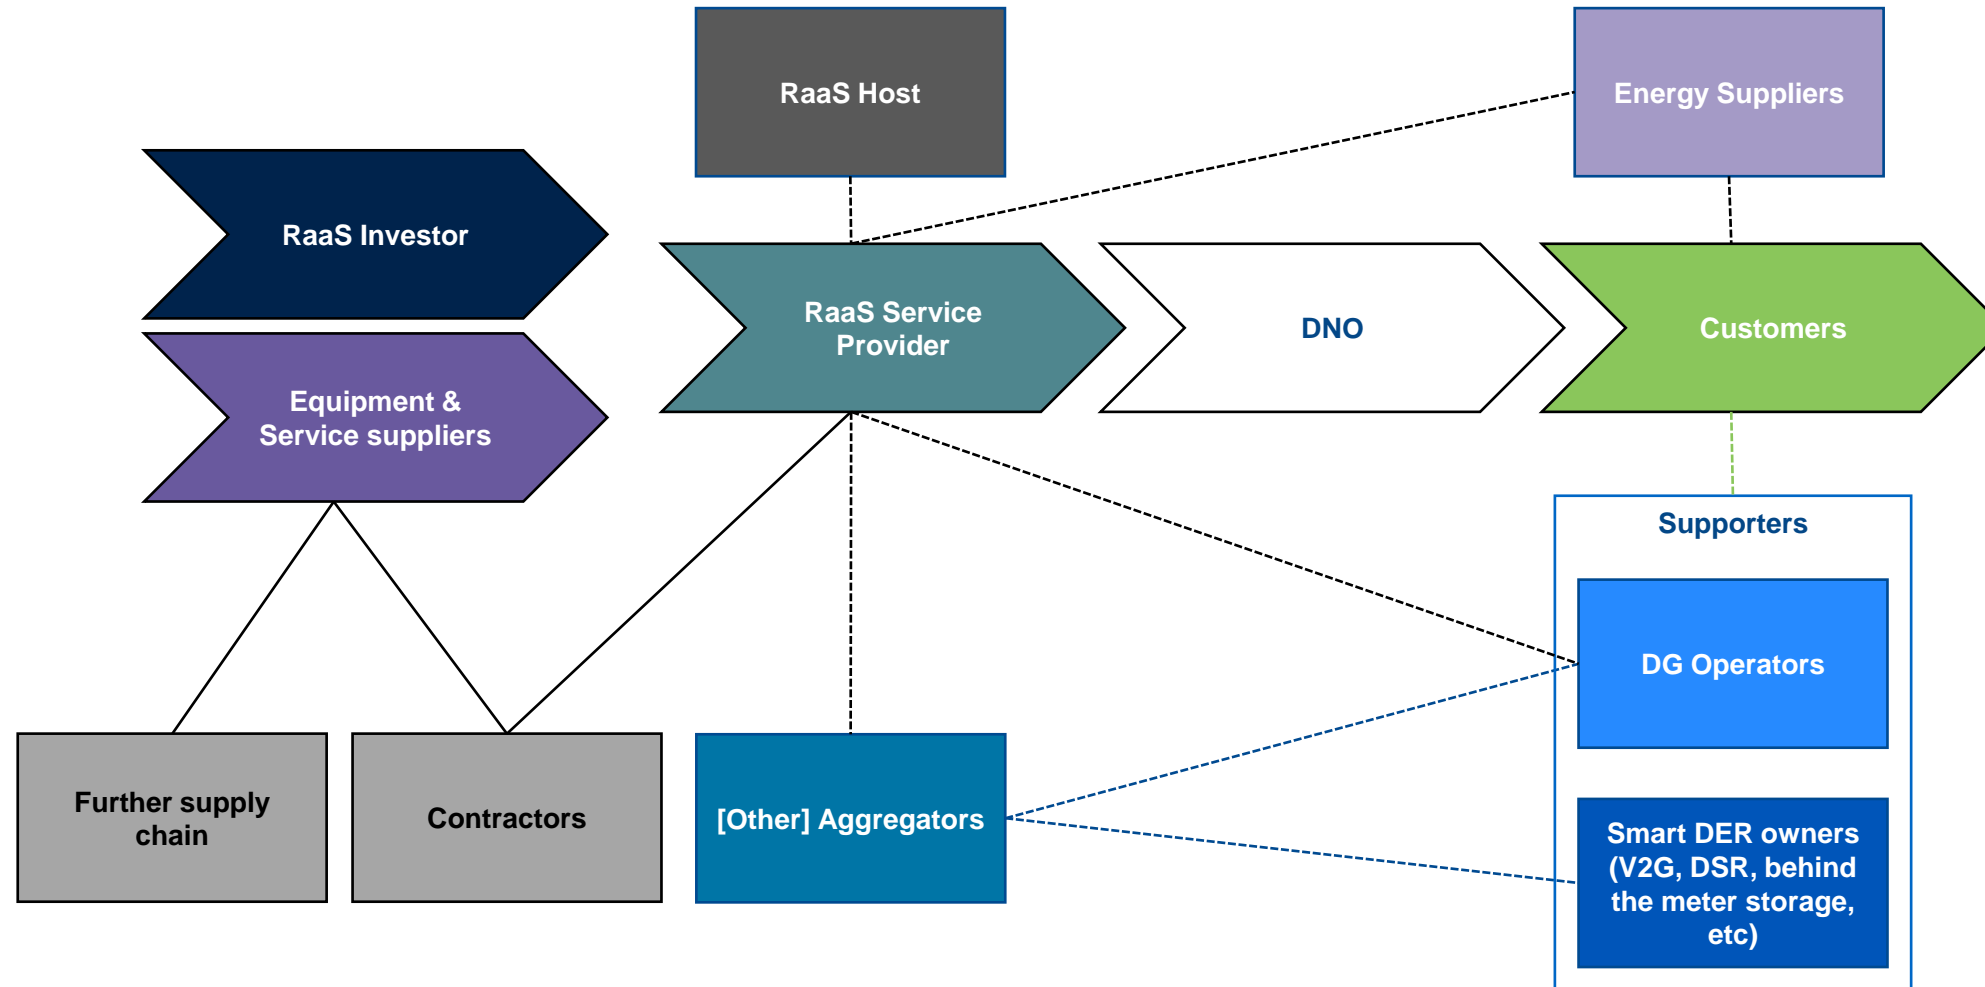 RaaS Host
Energy Suppliers
RaaS Investor
RaaS Service
Provider
DNO
Customers
Equipment &
Service suppliers
Supporters
DG Operators
Further supply
chain
Contractors
[Other] Aggregators
Smart DER owners
(V2G, DSR, behind
the meter storage,
etc)